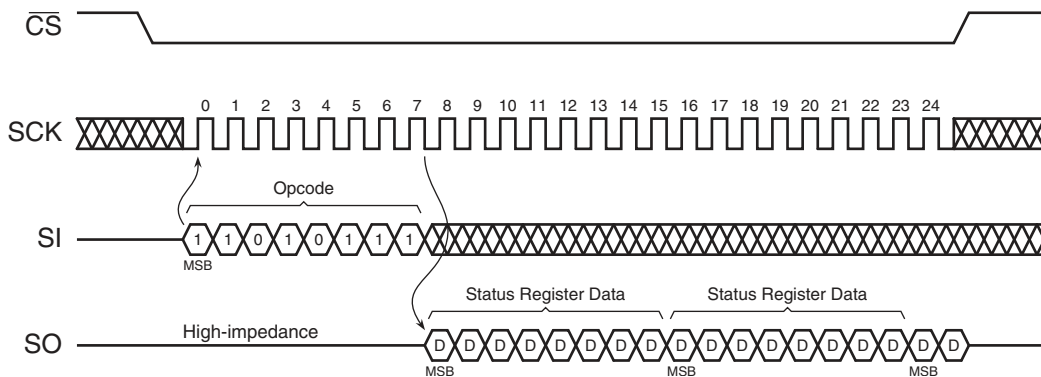 CS
0 1 2 3 4 5 6 7 8 9 10 11 12 13 14 15 16 17 18 19 20 21 22 23 24
SCK
Opcode
SI 1 1 0 1 0 1 1 1
MSB
Status Register Data Status Register Data
High-impedance
SO D D D D D D D D D D D D D D D D D D
MSB MSB MSB